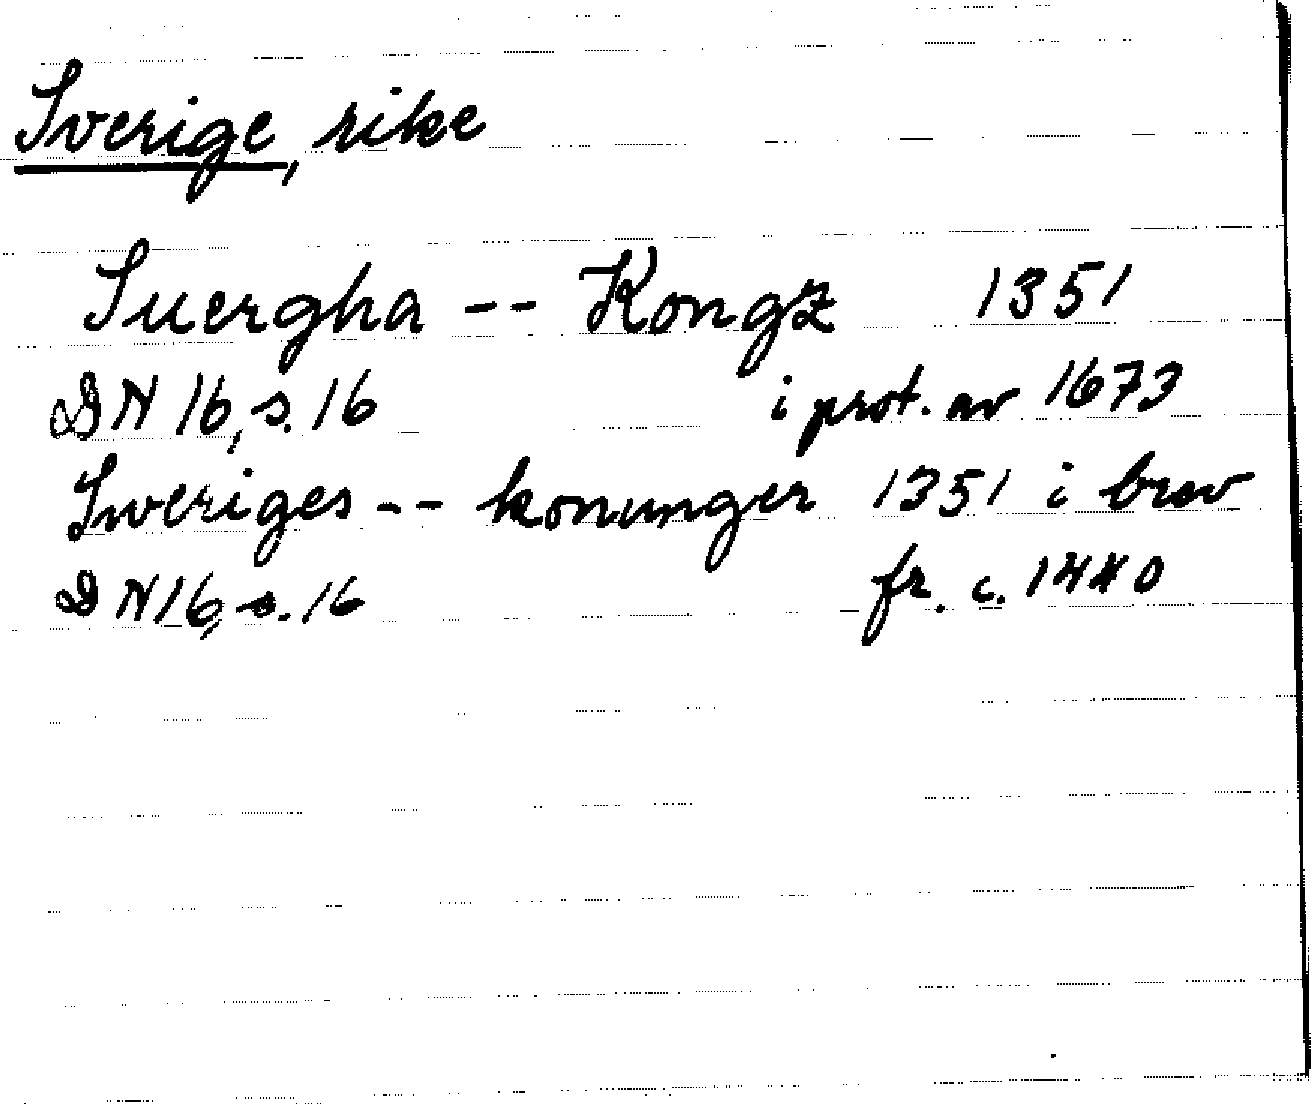 Sverige, rike
Suergha -- Kongz 1351
DN 16, s. 16 i prot. av 1673
Sweriges -- konunger 1351 i brev
DN 16, s. 16 fr. c. 1440